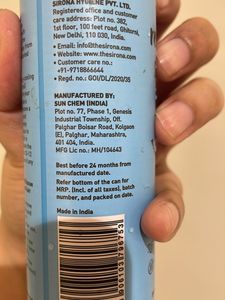 SIRONA HYGIENE PVT. LTD.
Registered office and customer
care address: Plot no. 382,
1st floor, 100 feet road, Ghitorni,
New Delhi, 110 030, India.
• Email: info@thesirona.com
• Website: www.thesirona.com
• Customer care no.:
+91-9718866644
• Regd. no.: GOI/DL/2020/35
MANUFACTURED BY:
SUN CHEM (INDIA)
Plot no. 77, Phase 1, Genesis
Industrial Township, Off.
Palghar Boisar Road, Kolgaon
(E), Palghar, Maharashtra,
401 404, India.
MFG Lic no.: MH/104643
Best before 24 months from
manufactured date.
Refer bottom of the can for
MRP. (Incl. of all taxes), batch
number, and packed on date.
Made in India